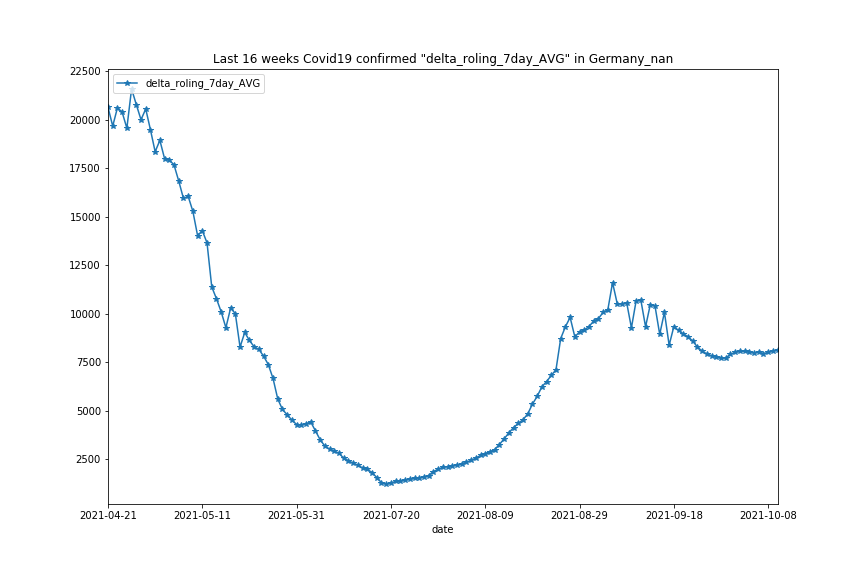 Last 16 weeks Covid19 confirmed "delta_roling_7day_AVG" in Germany_nan
delta_roling_7day_AVG
22500
20000
17500
15000
12500
10000
7500
5000
2500
2021-04-21 2021-05-11 2021-05-31 2021-07-20 2021-08-09 2021-08-29 2021-09-18 2021-10-08
date